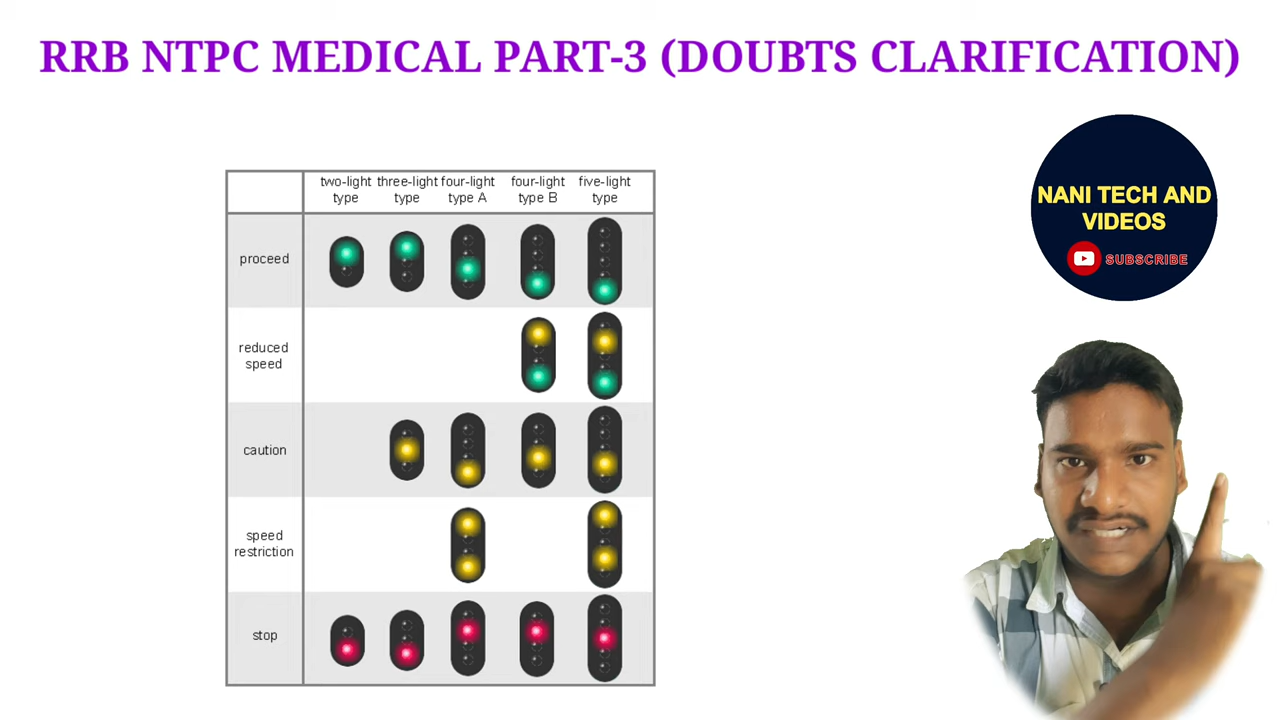 RRB NTPC MEDICAL PART-3 (DOUBTS CLARIFICATION)
NANI TECH AND
VIDEOS
SUBSCRIBE
two-light three-light four-light four-light five-light
type type type A type B type
proceed
reduced
speed
caution
speed
restriction
stop